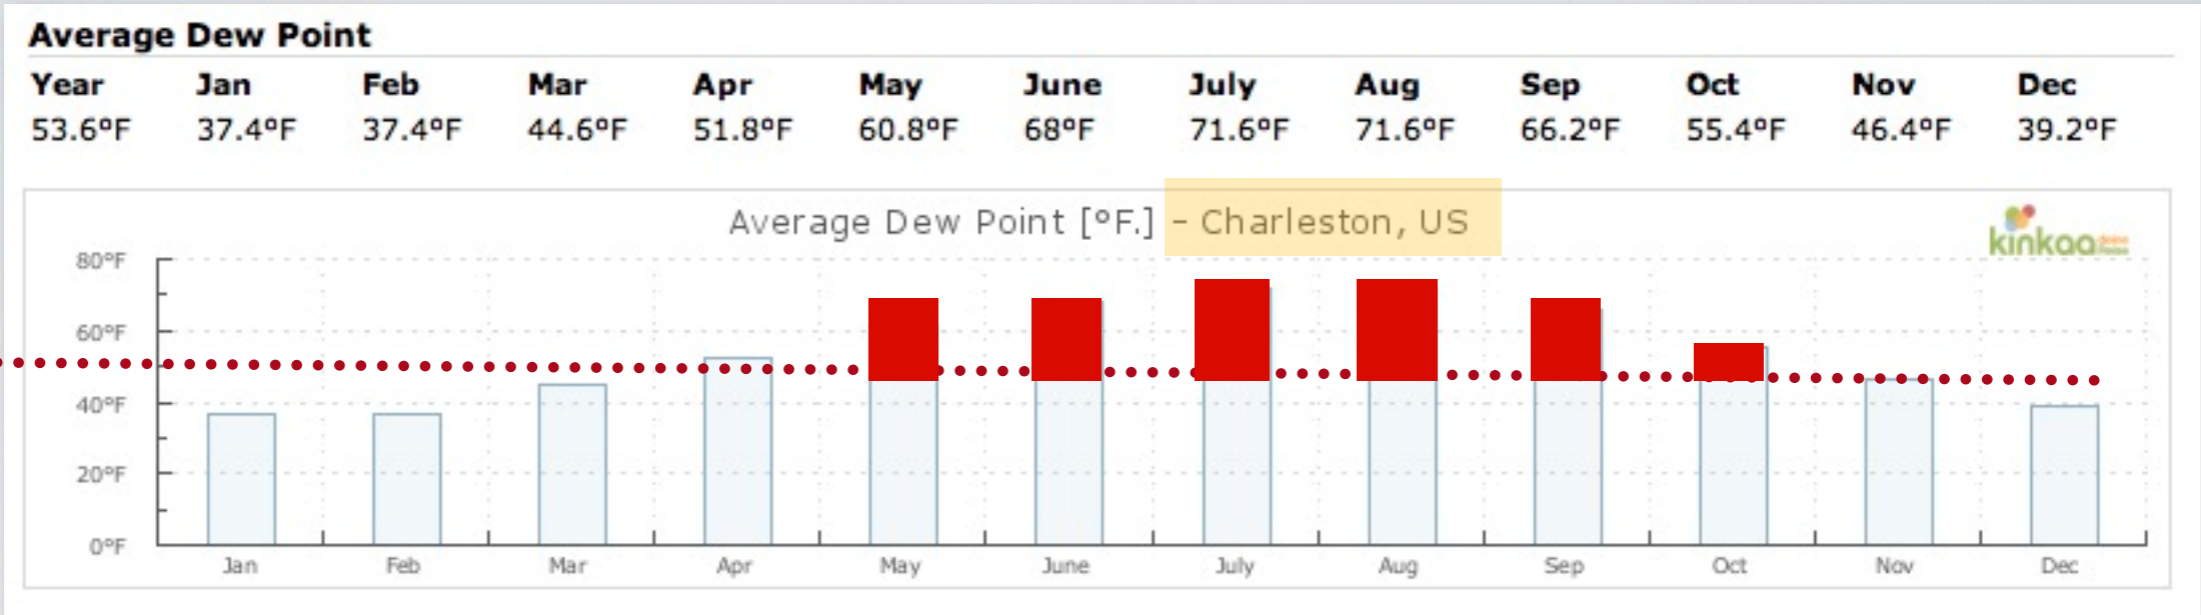 Average Dew Point
Year Jan Feb Mar Apr May June July Aug Sep Oct Nov Dec
53.6°F 37.4°F 37.4°F 44.6°F 51.8°F 60.8°F 68°F 71.6°F 71.6°F 66.2°F 55.4°F 46.4°F 39.2°F
Average Dew Point [°F.] – Charleston, US
kinkaa
80°F
60°F
40°F
20°F
0°F
Jan Feb Mar Apr May June July Aug Sep Oct Nov Dec